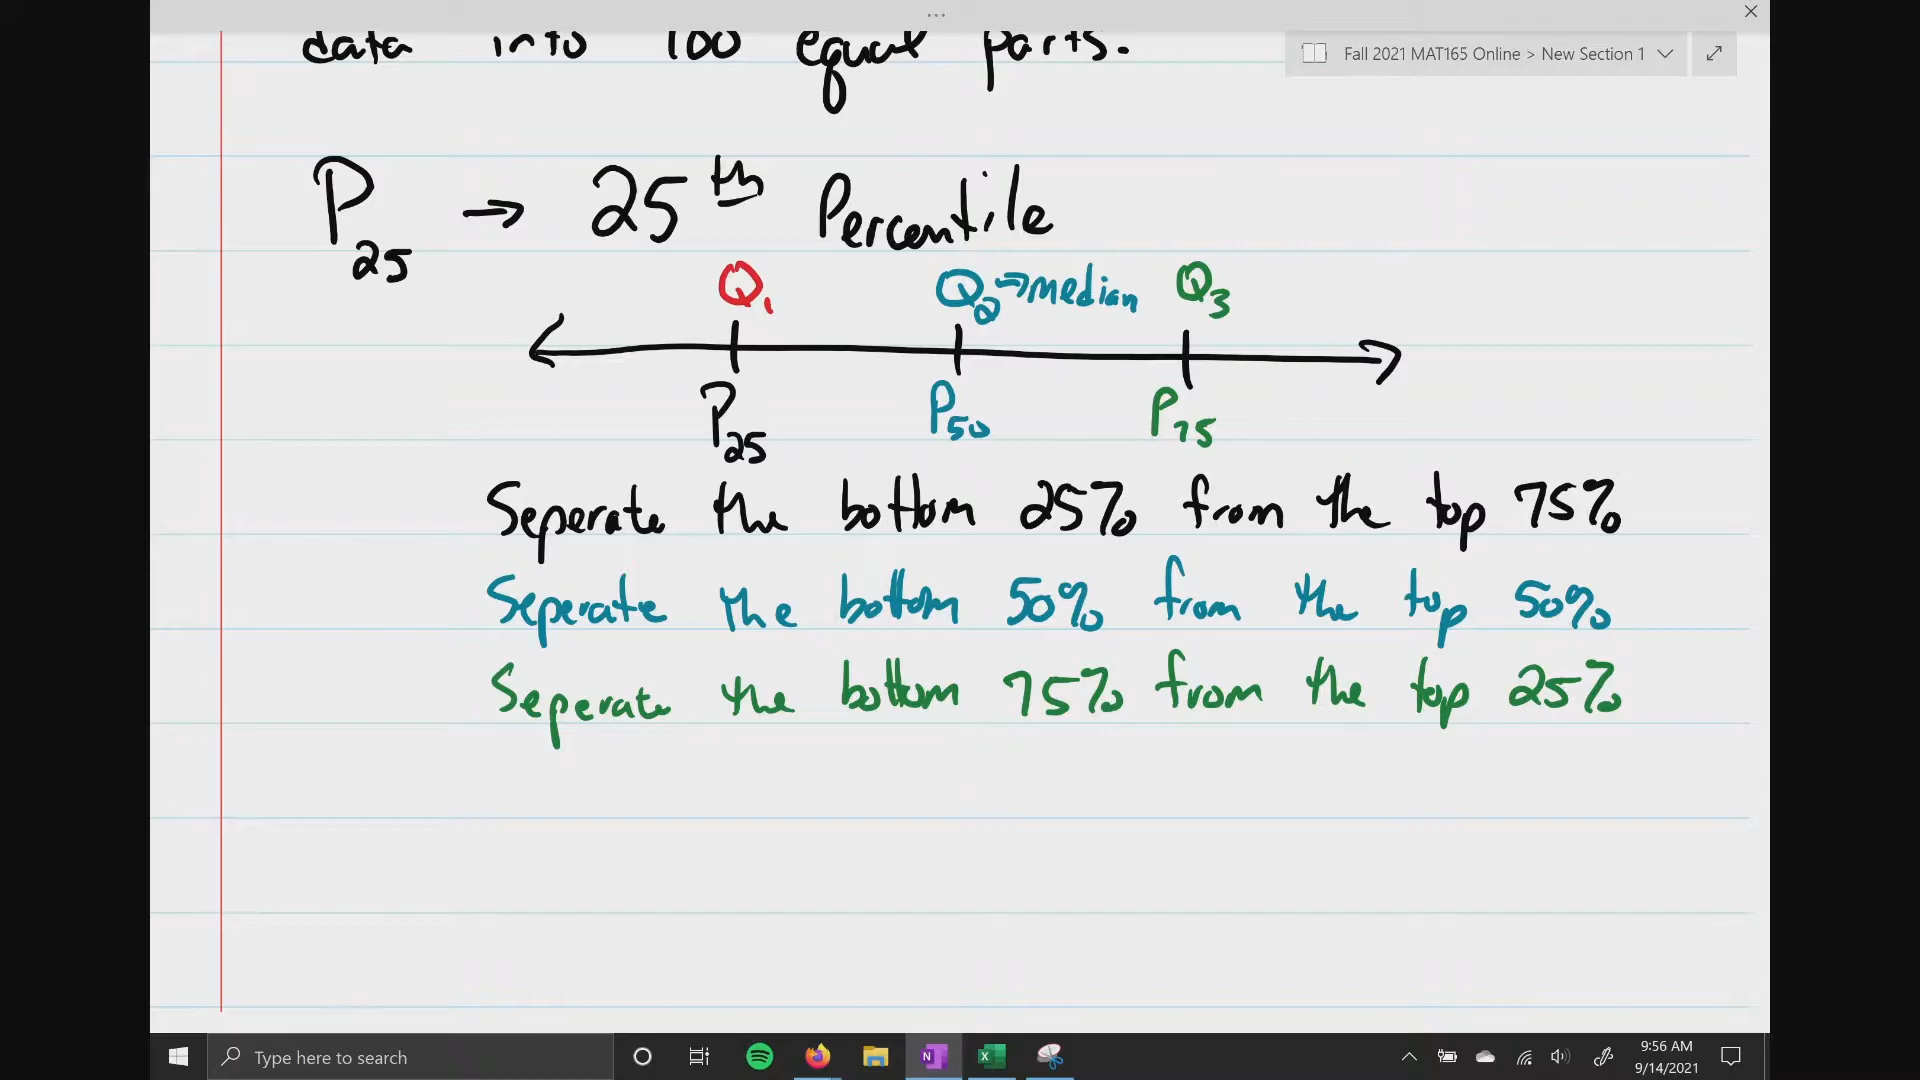 data into 100 equal parts.
Fall 2021 MAT165 Online > New Section 1
P25 → 25th Percentile
Q1 Q2 → median Q3
P25 P50 P75
Seperate the bottom 25% from the top 75%
Seperate the bottom 50% from the top 50%
Seperate the bottom 75% from the top 25%
Type here to search
9:56 AM
9/14/2021